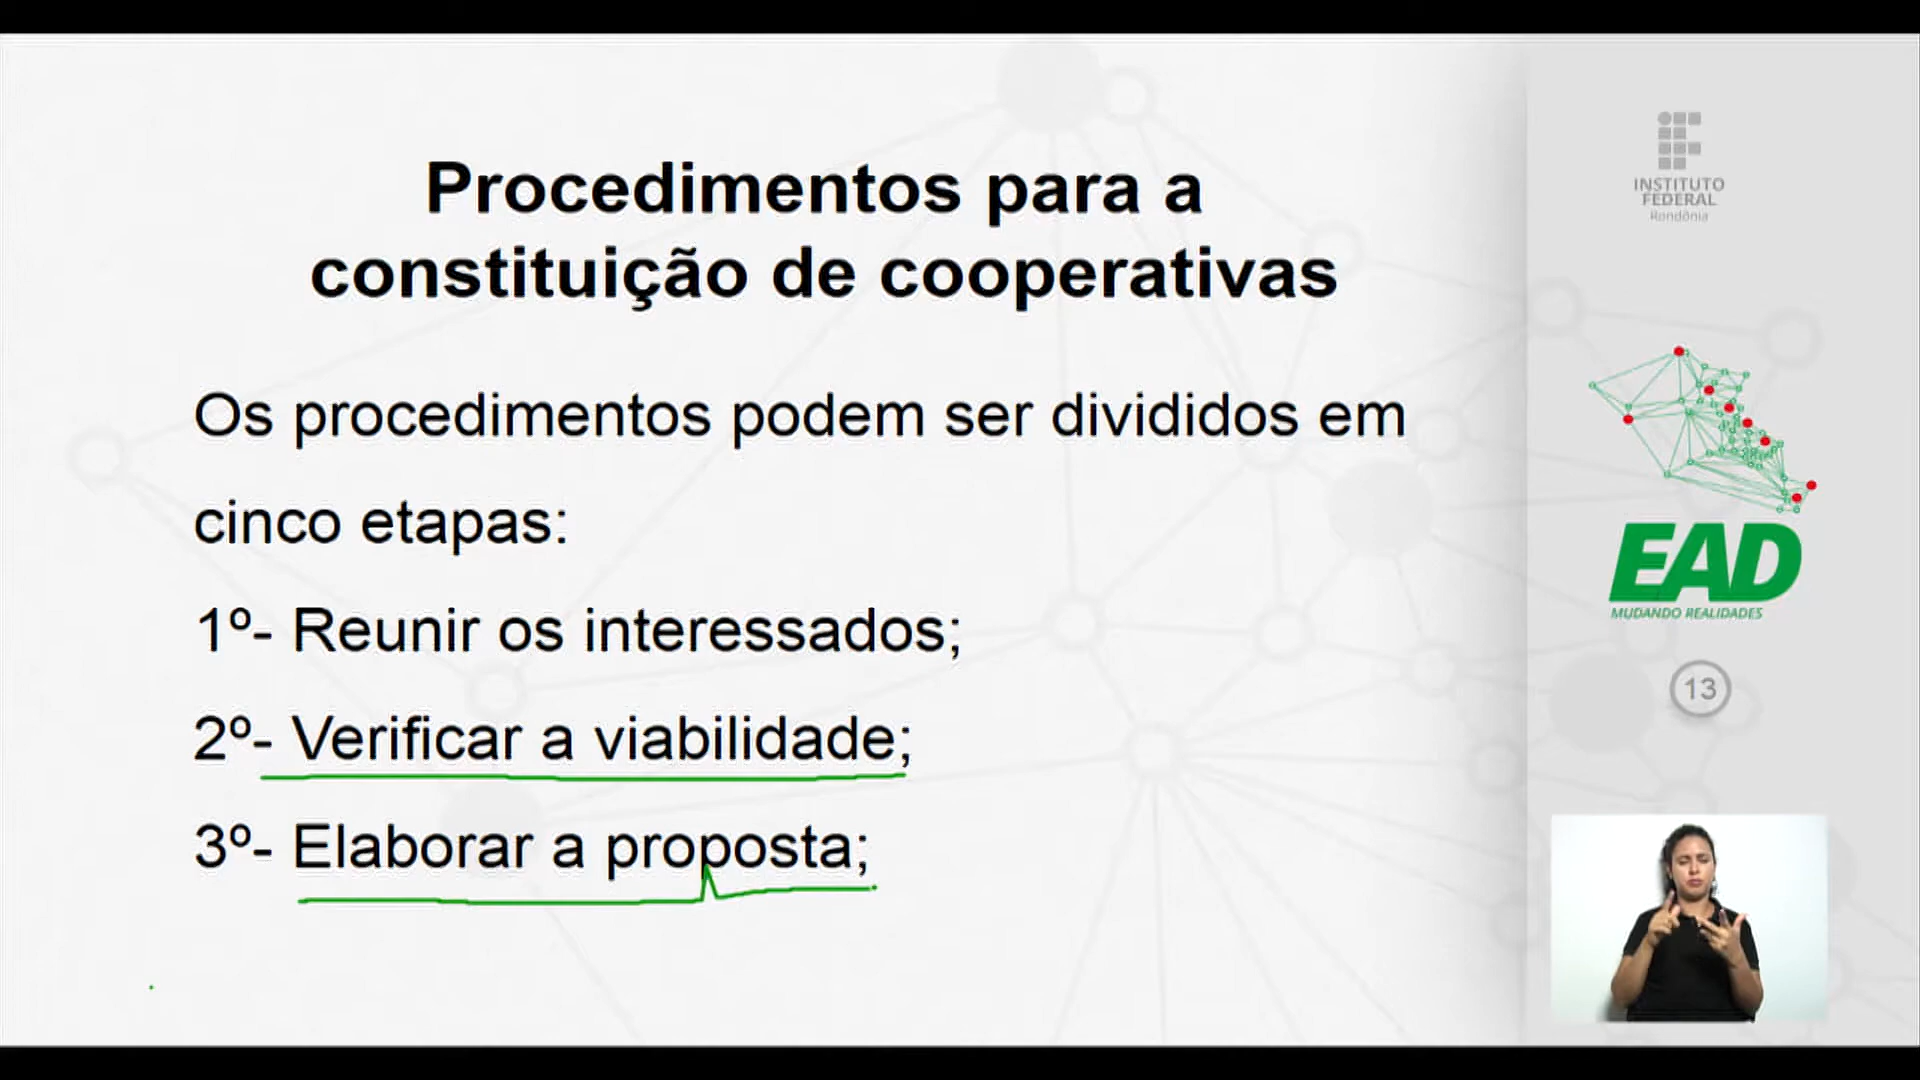 Procedimentos para a
constituição de cooperativas
Os procedimentos podem ser divididos em
cinco etapas:
1º- Reunir os interessados;
2º- Verificar a viabilidade;
3º- Elaborar a proposta;
INSTITUTO
FEDERAL
Rondônia
EAD
MUDANDO REALIDADES
13